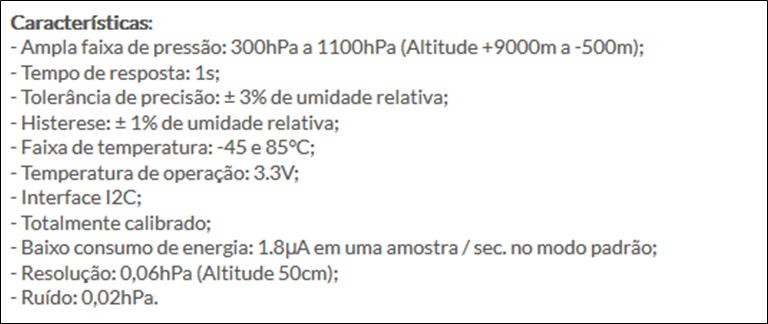 Características:
- Ampla faixa de pressão: 300hPa a 1100hPa (Altitude +9000m a -500m);
- Tempo de resposta: 1s;
- Tolerância de precisão: ± 3% de umidade relativa;
- Histerese: ± 1% de umidade relativa;
- Faixa de temperatura: -45 e 85°C;
- Temperatura de operação: 3.3V;
- Interface I2C;
- Totalmente calibrado;
- Baixo consumo de energia: 1.8μA em uma amostra / sec. no modo padrão;
- Resolução: 0,06hPa (Altitude 50cm);
- Ruído: 0,02hPa.